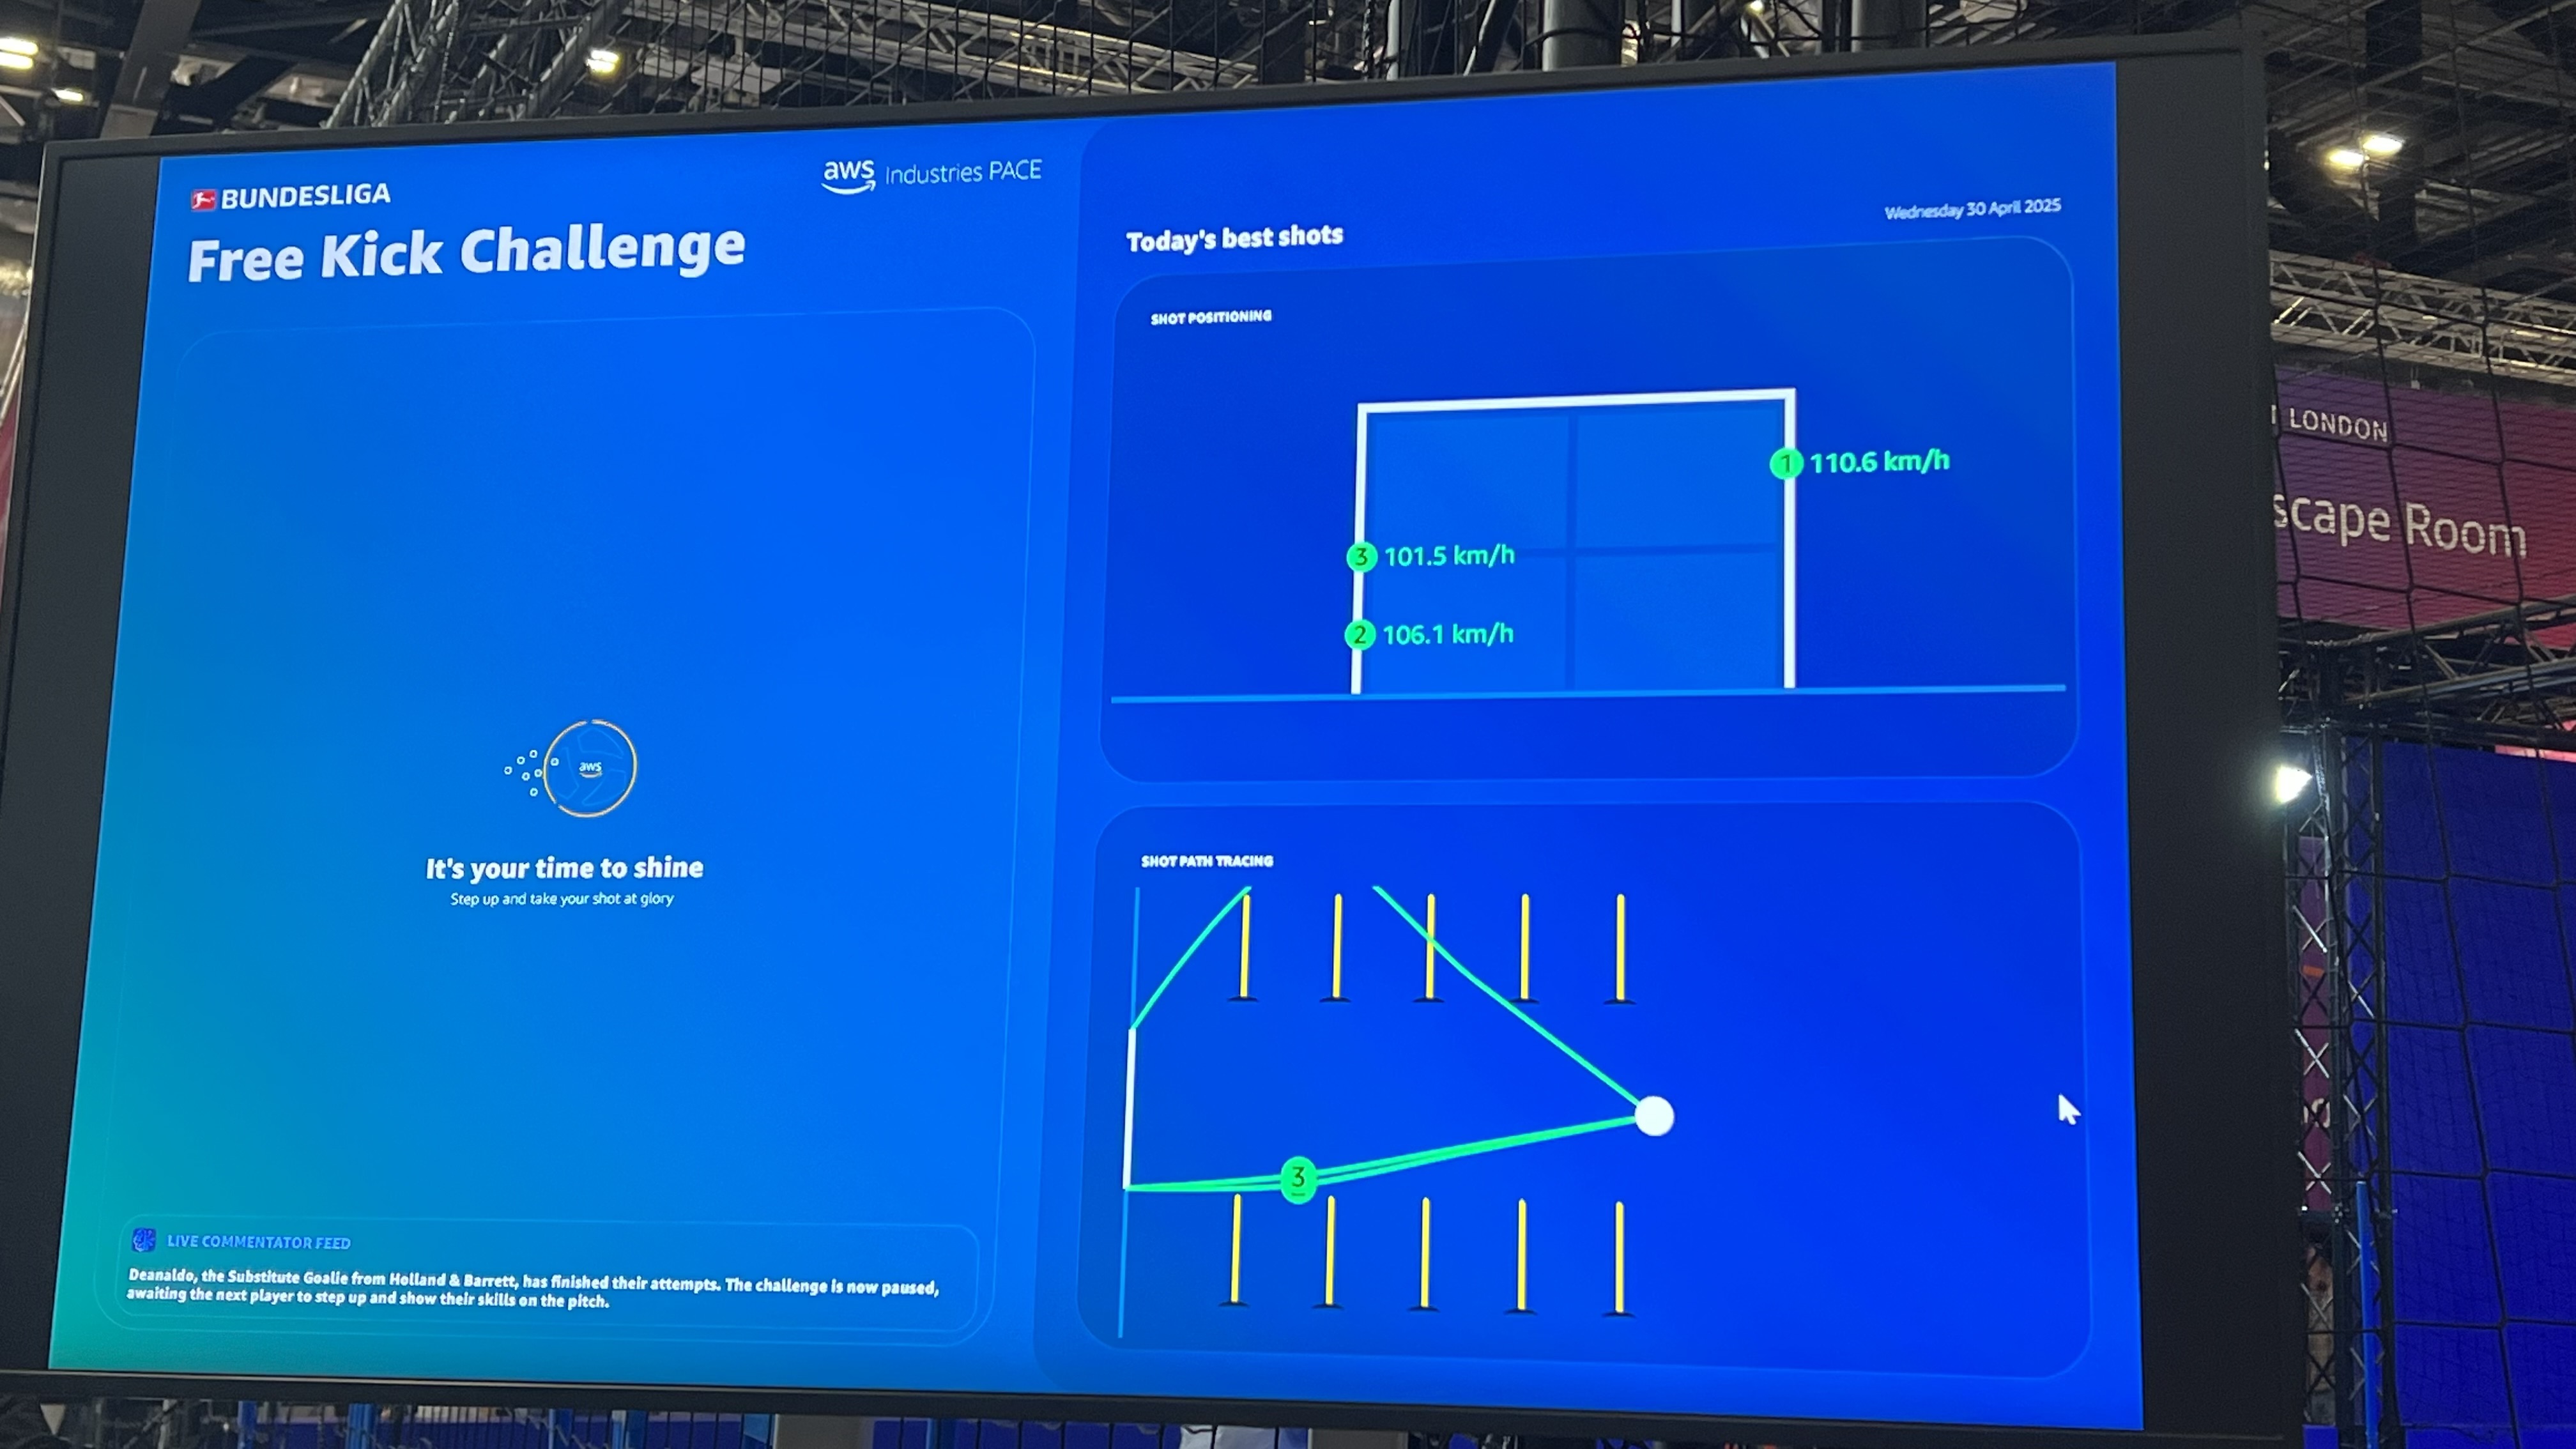 BUNDESLIGA
aws Industries PACE
Free Kick Challenge
aws
It's your time to shine
Step up and take your shot at glory
LIVE COMMENTATOR FEED
Deanaldo, the Substitute Goalie from Holland & Barrett, has finished their attempts. The challenge is now paused,
awaiting the next player to step up and show their skills on the pitch.
Wednesday 30 April 2025
Today's best shots
SHOT POSITIONING
1 110.6 km/h
3 101.5 km/h
2 106.1 km/h
SHOT PATH TRACING
3
LONDON
scape Room